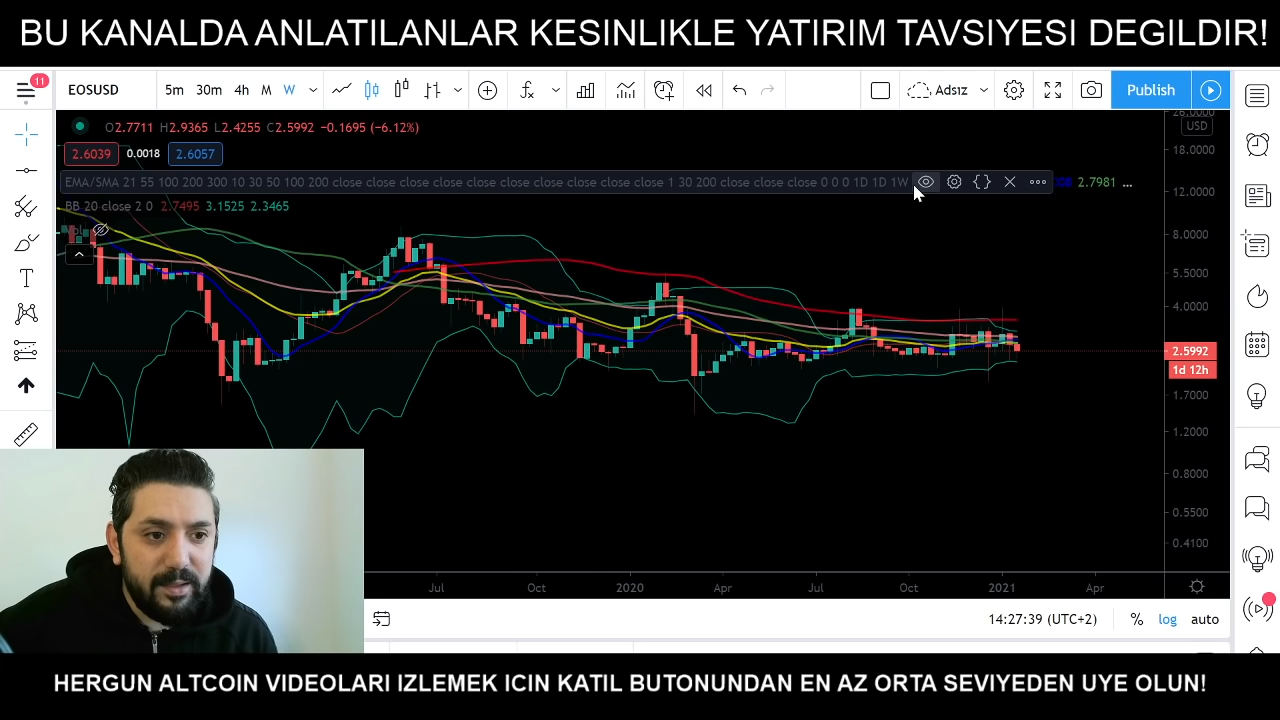 BU KANALDA ANLATILANLAR KESINLIKLE YATIRIM TAVSIYESI DEGILDIR!
11
EOSUSD 5m 30m 4h M W Adsız Publish
O2.7711 H2.9365 L2.4255 C2.5992 −0.1695 (−6.12%)
2.6039 0.0018 2.6057
EMA/SMA 21 55 100 200 300 10 30 50 100 200 close close close close close close close close close close 1 30 200 close close close 0 0 0 1D 1D 1W 2.7981 ...
BB 20 close 2 0 2.7495 3.1525 2.3465
USD
18.0000
12.0000
8.0000
5.5000
4.0000
2.5992
1d 12h
1.7000
1.2000
0.8000
0.5500
0.4100
Jul Oct 2020 Apr Jul Oct 2021 Apr
14:27:39 (UTC+2) % log auto
HERGUN ALTCOIN VIDEOLARI IZLEMEK ICIN KATIL BUTONUNDAN EN AZ ORTA SEVIYEDEN UYE OLUN!